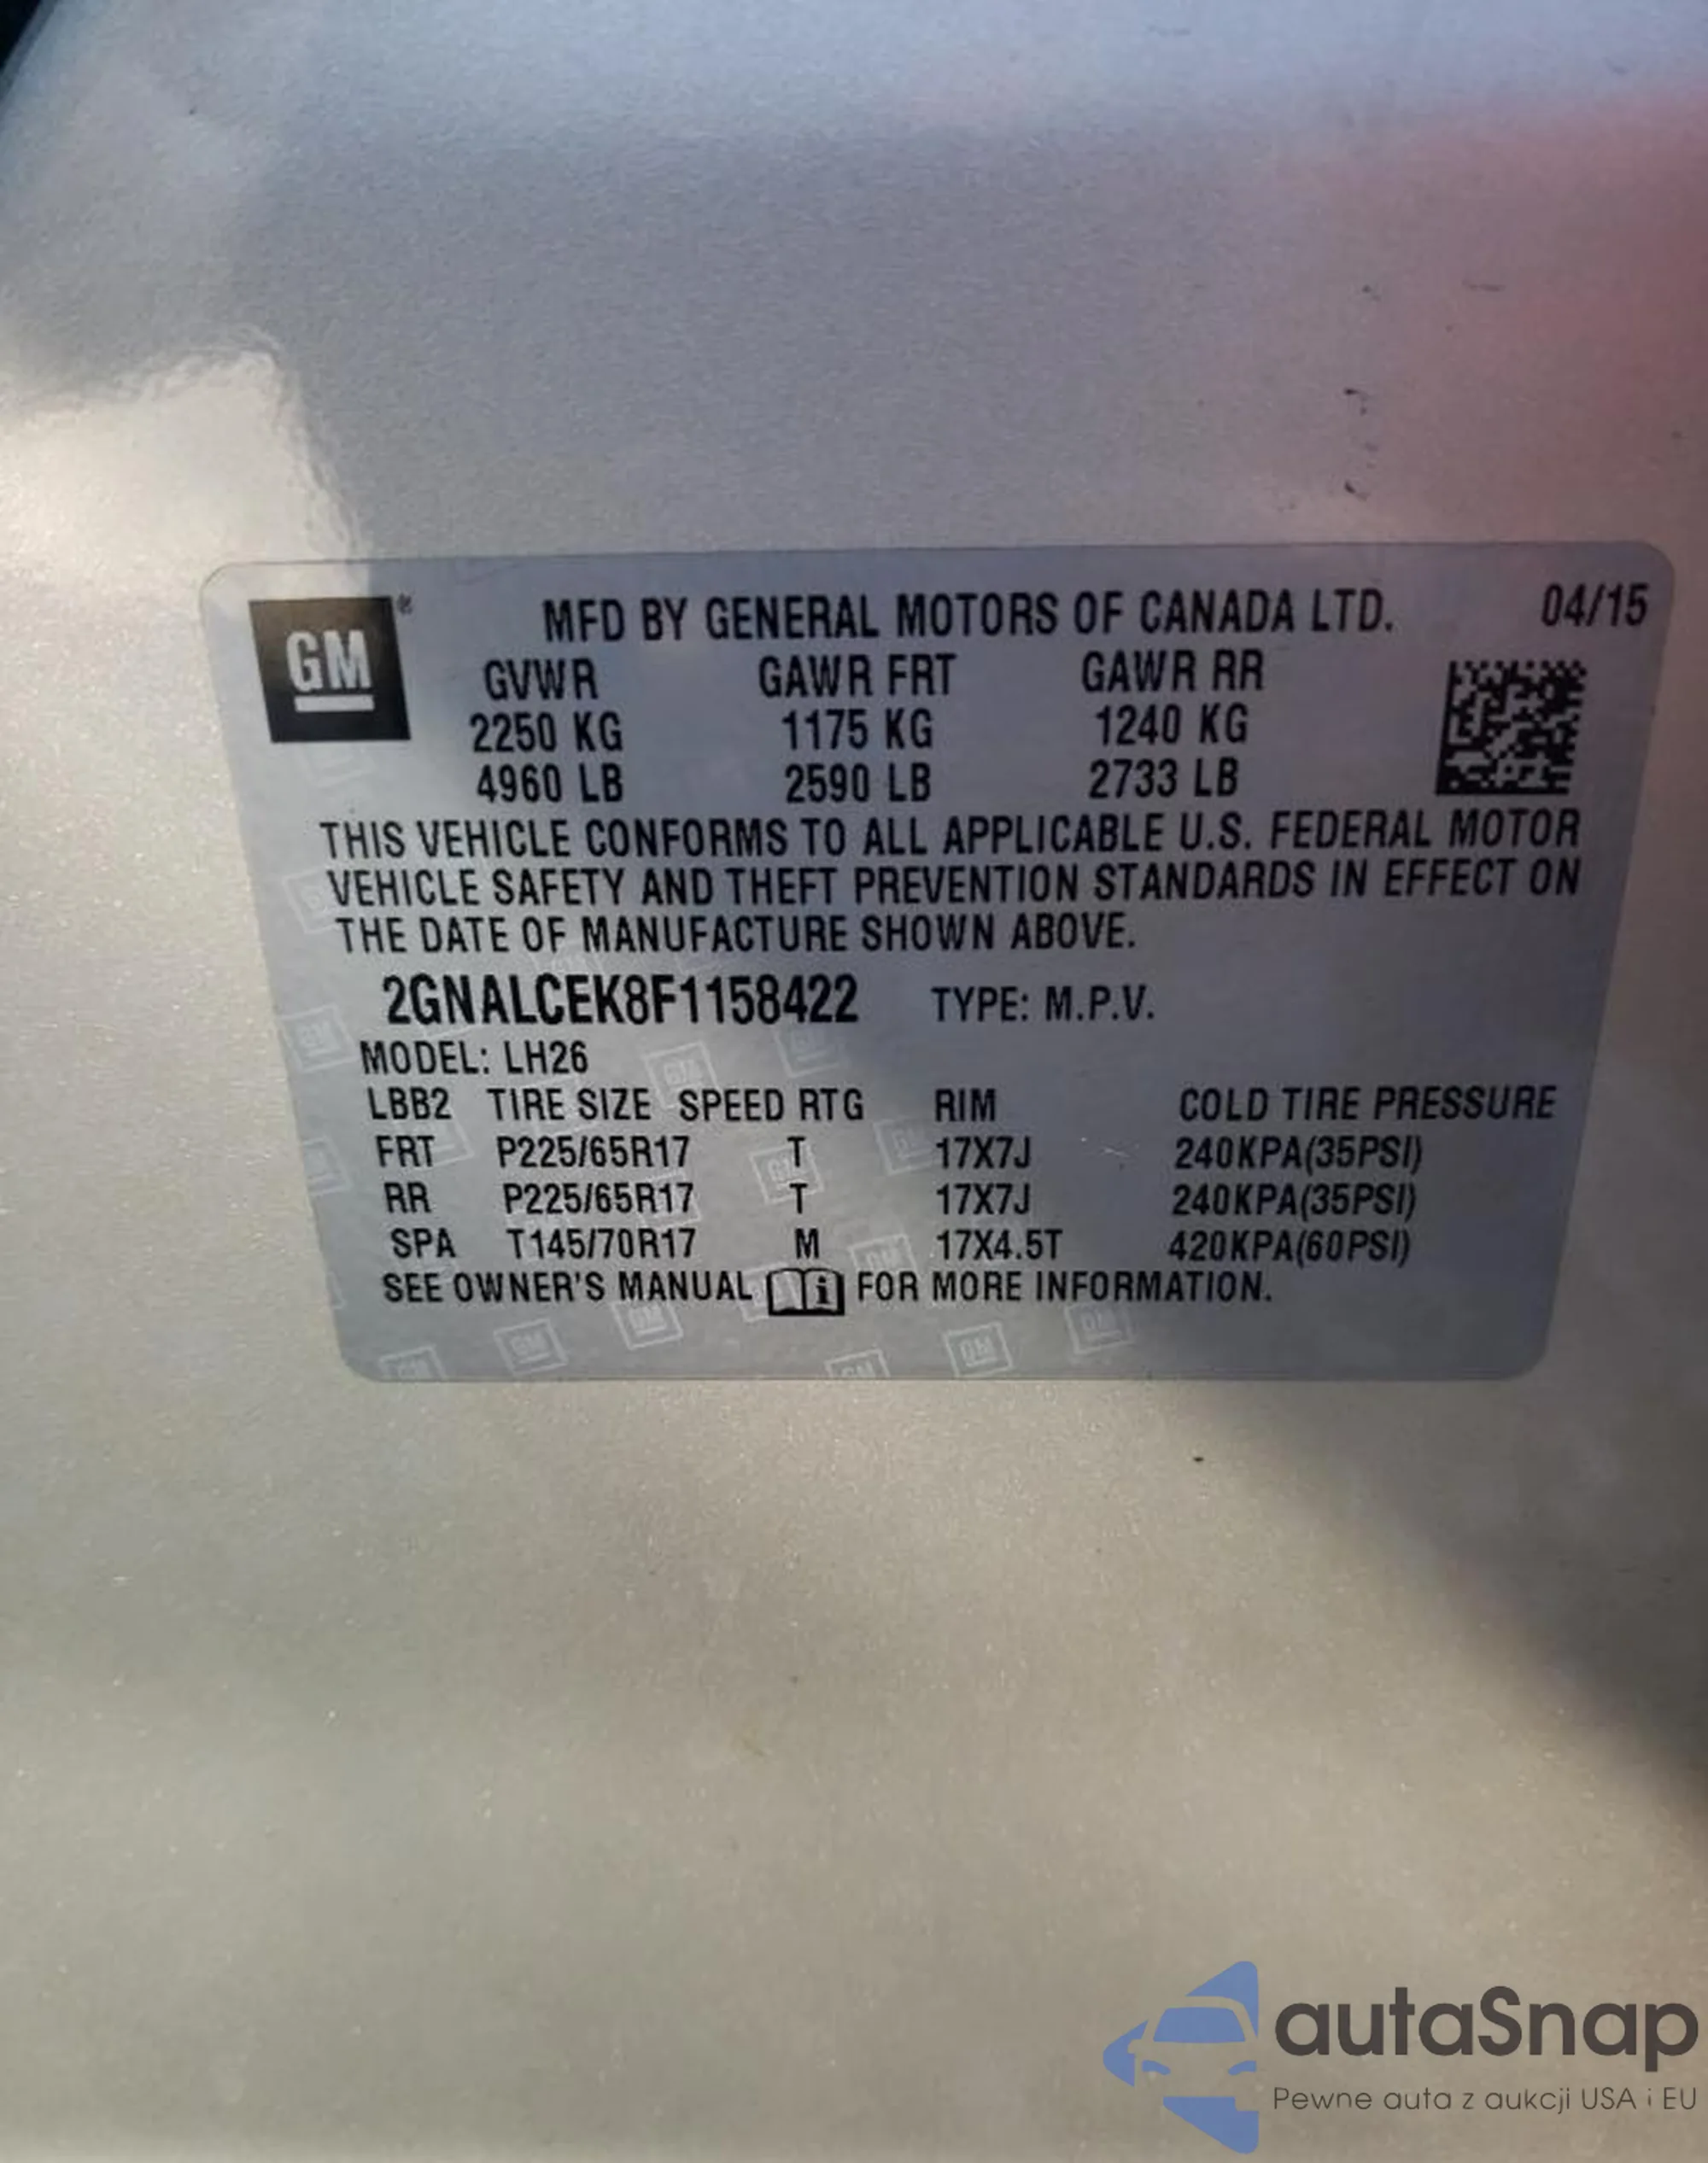 GM ® MFD BY GENERAL MOTORS OF CANADA LTD. 04/15
GVWR GAWR FRT GAWR RR
2250 KG 1175 KG 1240 KG
4960 LB 2590 LB 2733 LB
THIS VEHICLE CONFORMS TO ALL APPLICABLE U.S. FEDERAL MOTOR
VEHICLE SAFETY AND THEFT PREVENTION STANDARDS IN EFFECT ON
THE DATE OF MANUFACTURE SHOWN ABOVE.
2GNALCEK8F1158422 TYPE: M.P.V.
MODEL: LH26
LBB2 TIRE SIZE SPEED RTG RIM COLD TIRE PRESSURE
FRT P225/65R17 T 17X7J 240KPA(35PSI)
RR P225/65R17 T 17X7J 240KPA(35PSI)
SPA T145/70R17 M 17X4.5T 420KPA(60PSI)
SEE OWNER'S MANUAL i FOR MORE INFORMATION.
autaSnap
Pewne auta z aukcji USA i EU